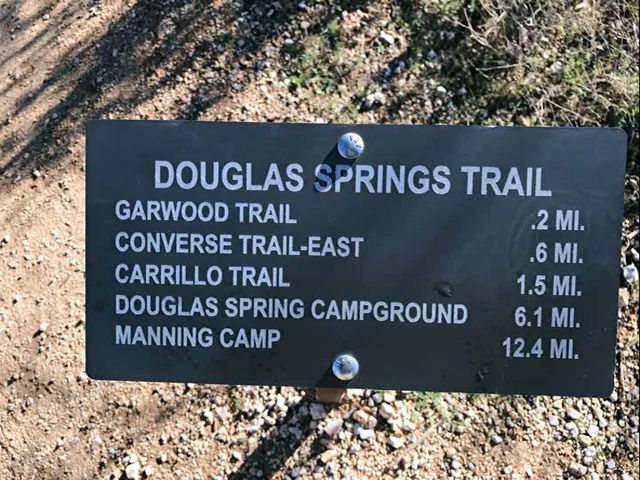 DOUGLAS SPRINGS TRAIL
GARWOOD TRAIL .2 MI.
CONVERSE TRAIL-EAST .6 MI.
CARRILLO TRAIL 1.5 MI.
DOUGLAS SPRING CAMPGROUND 6.1 MI.
MANNING CAMP 12.4 MI.